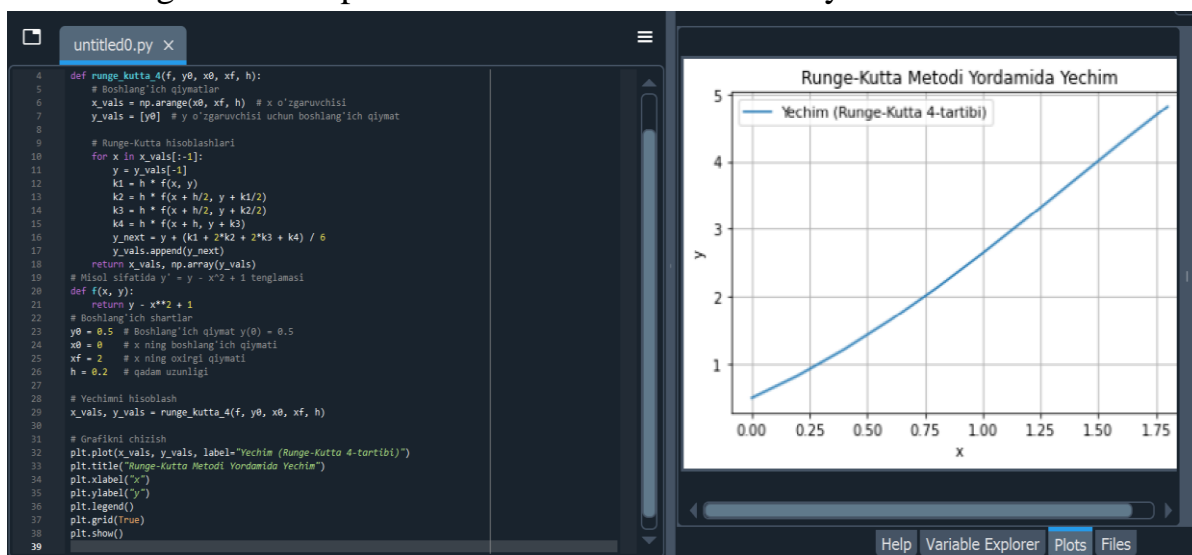 untitled0.py ×
4 def runge_kutta_4(f, y0, x0, xf, h):
5 # Boshlang'ich qiymatlar
6 x_vals = np.arange(x0, xf, h) # x o'zgaruvchisi
7 y_vals = [y0] # y o'zgaruvchisi uchun boshlang'ich qiymat
8
9 # Runge-Kutta hisoblashlari
10 for x in x_vals[:-1]:
11 y = y_vals[-1]
12 k1 = h * f(x, y)
13 k2 = h * f(x + h/2, y + k1/2)
14 k3 = h * f(x + h/2, y + k2/2)
15 k4 = h * f(x + h, y + k3)
16 y_next = y + (k1 + 2*k2 + 2*k3 + k4) / 6
17 y_vals.append(y_next)
18 return x_vals, np.array(y_vals)
19 # Misol sifatida y' = y - x^2 + 1 tenglamasi
20 def f(x, y):
21 return y - x**2 + 1
22 # Boshlang'ich shartlar
23 y0 = 0.5 # Boshlang'ich qiymat y(0) = 0.5
24 x0 = 0 # x ning boshlang'ich qiymati
25 xf = 2 # x ning oxirgi qiymati
26 h = 0.2 # qadam uzunligi
27
28 # Yechimni hisoblash
29 x_vals, y_vals = runge_kutta_4(f, y0, x0, xf, h)
30
31 # Grafikni chizish
32 plt.plot(x_vals, y_vals, label="Yechim (Runge-Kutta 4-tartibi)")
33 plt.title("Runge-Kutta Metodi Yordamida Yechim")
34 plt.xlabel("x")
35 plt.ylabel("y")
36 plt.legend()
37 plt.grid(True)
38 plt.show()
39
Runge-Kutta Metodi Yordamida Yechim
Yechim (Runge-Kutta 4-tartibi)
5
4
3
2
1
y
0.00 0.25 0.50 0.75 1.00 1.25 1.50 1.75
x
Help Variable Explorer Plots Files